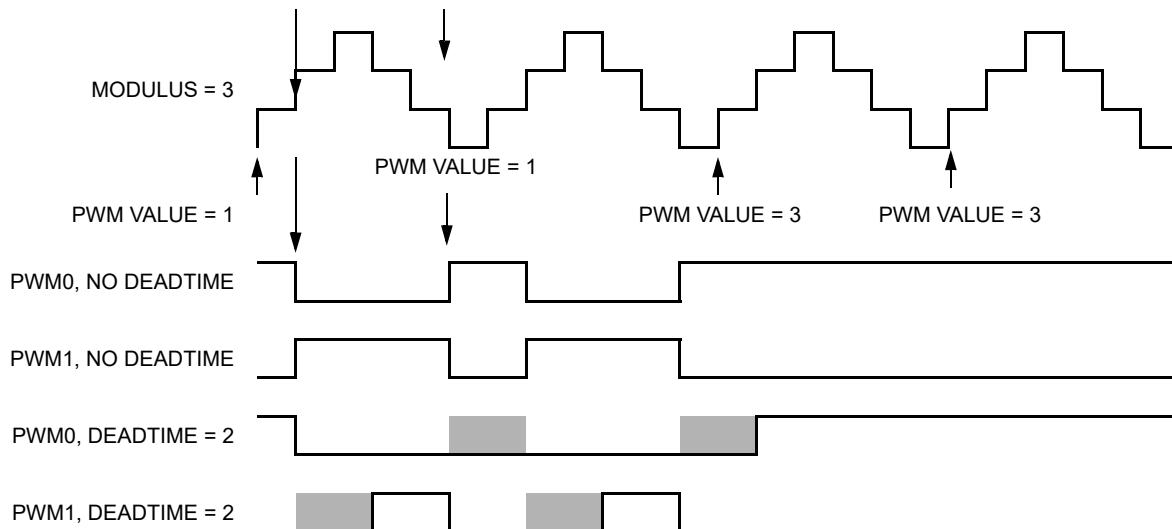 MODULUS = 3
PWM VALUE = 1
PWM VALUE = 1
PWM VALUE = 3
PWM VALUE = 3
PWM0, NO DEADTIME
PWM1, NO DEADTIME
PWM0, DEADTIME = 2
PWM1, DEADTIME = 2